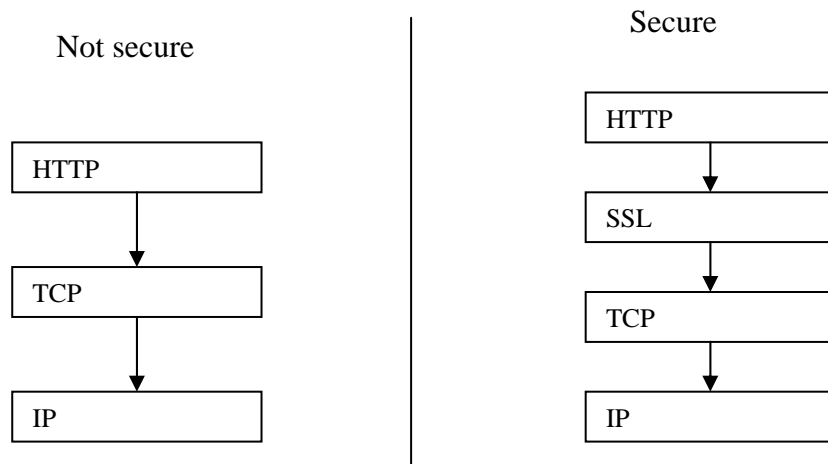 Not secure
HTTP
TCP
IP
Secure
HTTP
SSL
TCP
IP